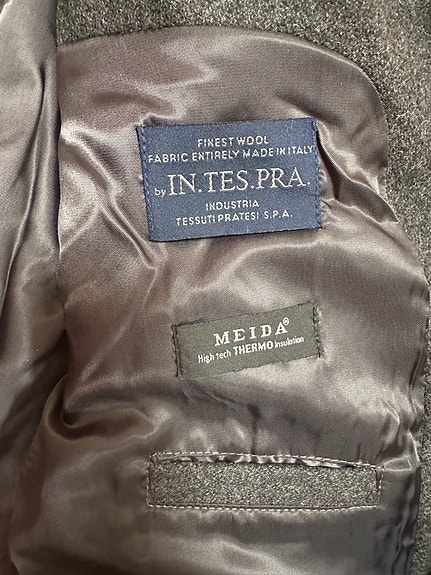 FINEST WOOL
FABRIC ENTIRELY MADE IN ITALY
by IN.TES.PRA.
INDUSTRIA
TESSUTI PRATESI S.P.A.
MEIDA®
High tech THERMO Insulation